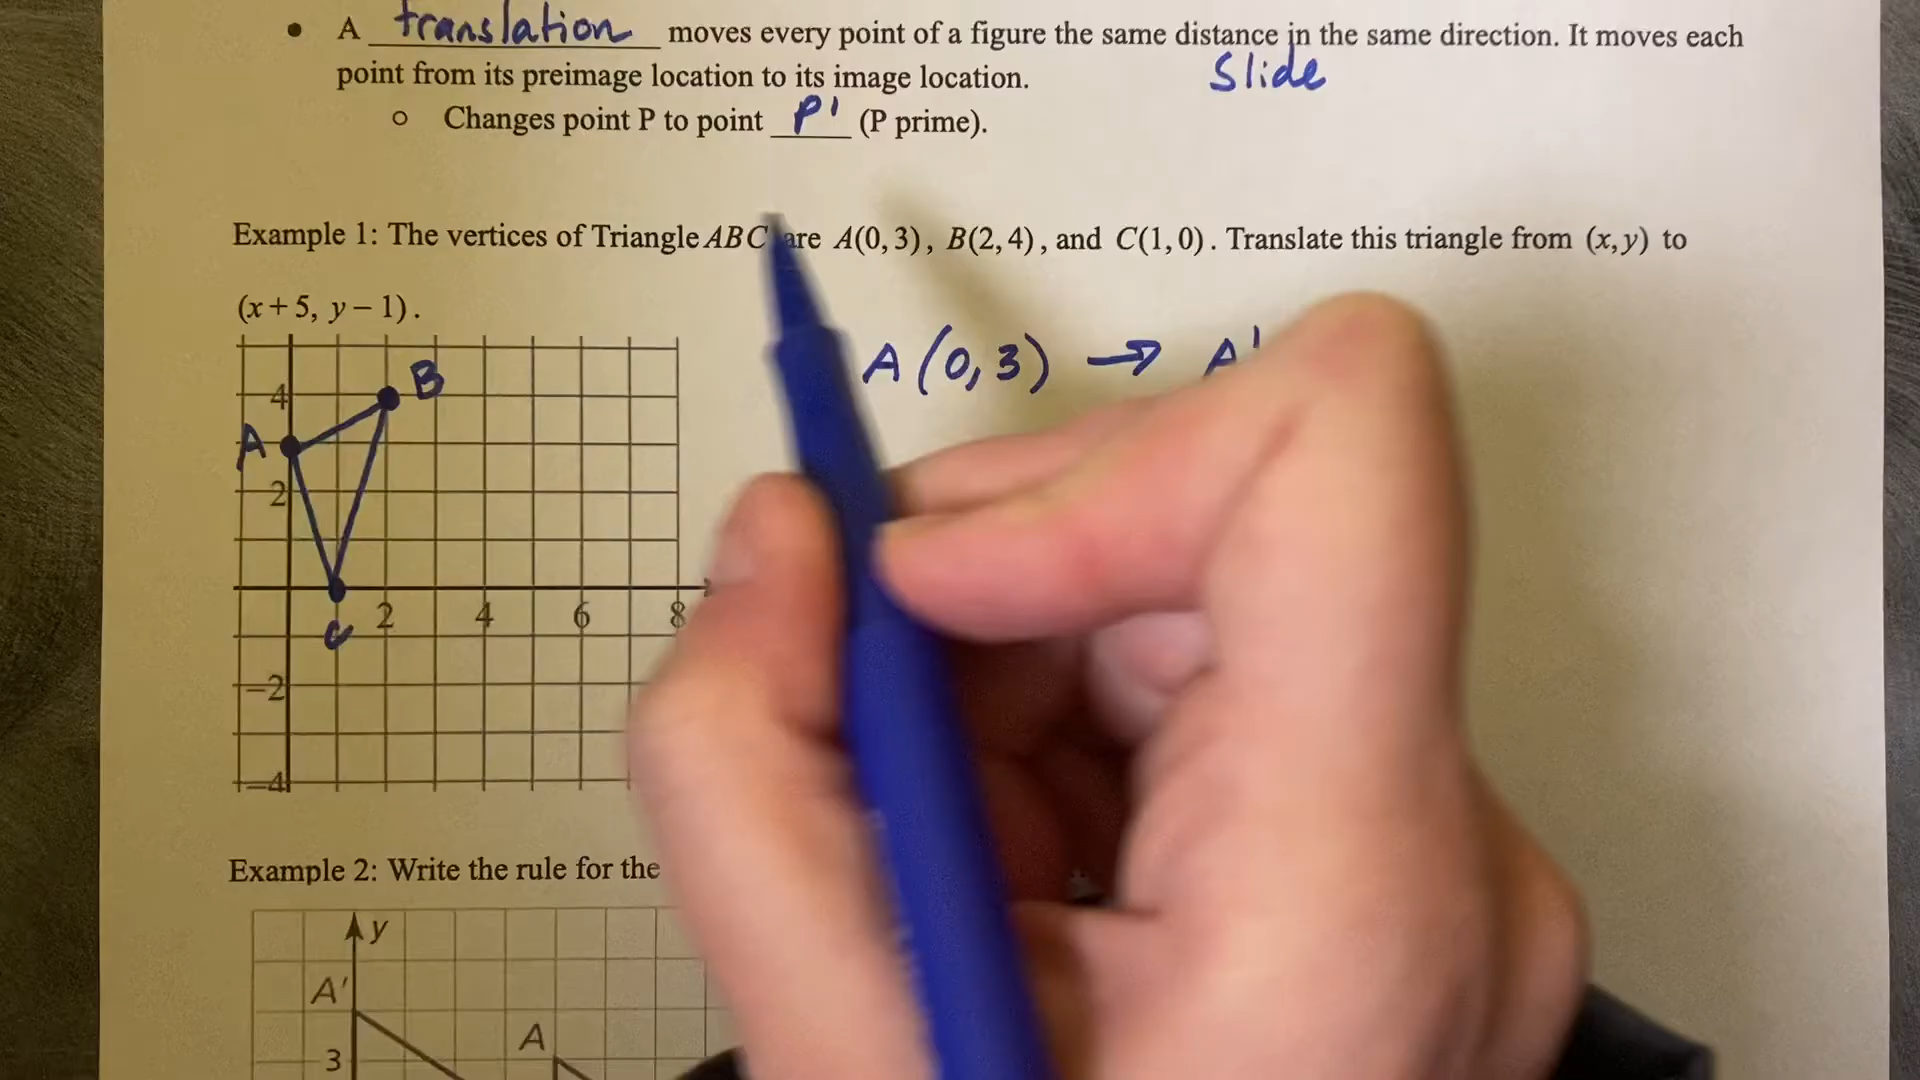 • A translation moves every point of a figure the same distance in the same direction. It moves each
point from its preimage location to its image location. Slide
o Changes point P to point P' (P prime).
Example 1: The vertices of Triangle ABC are A(0,3), B(2,4), and C(1,0). Translate this triangle from (x,y) to
(x+5, y−1).
A(0,3) → A'
B
4
A
2
2 4 6 8
C
−2
−4
Example 2: Write the rule for the
y
A'
A
3